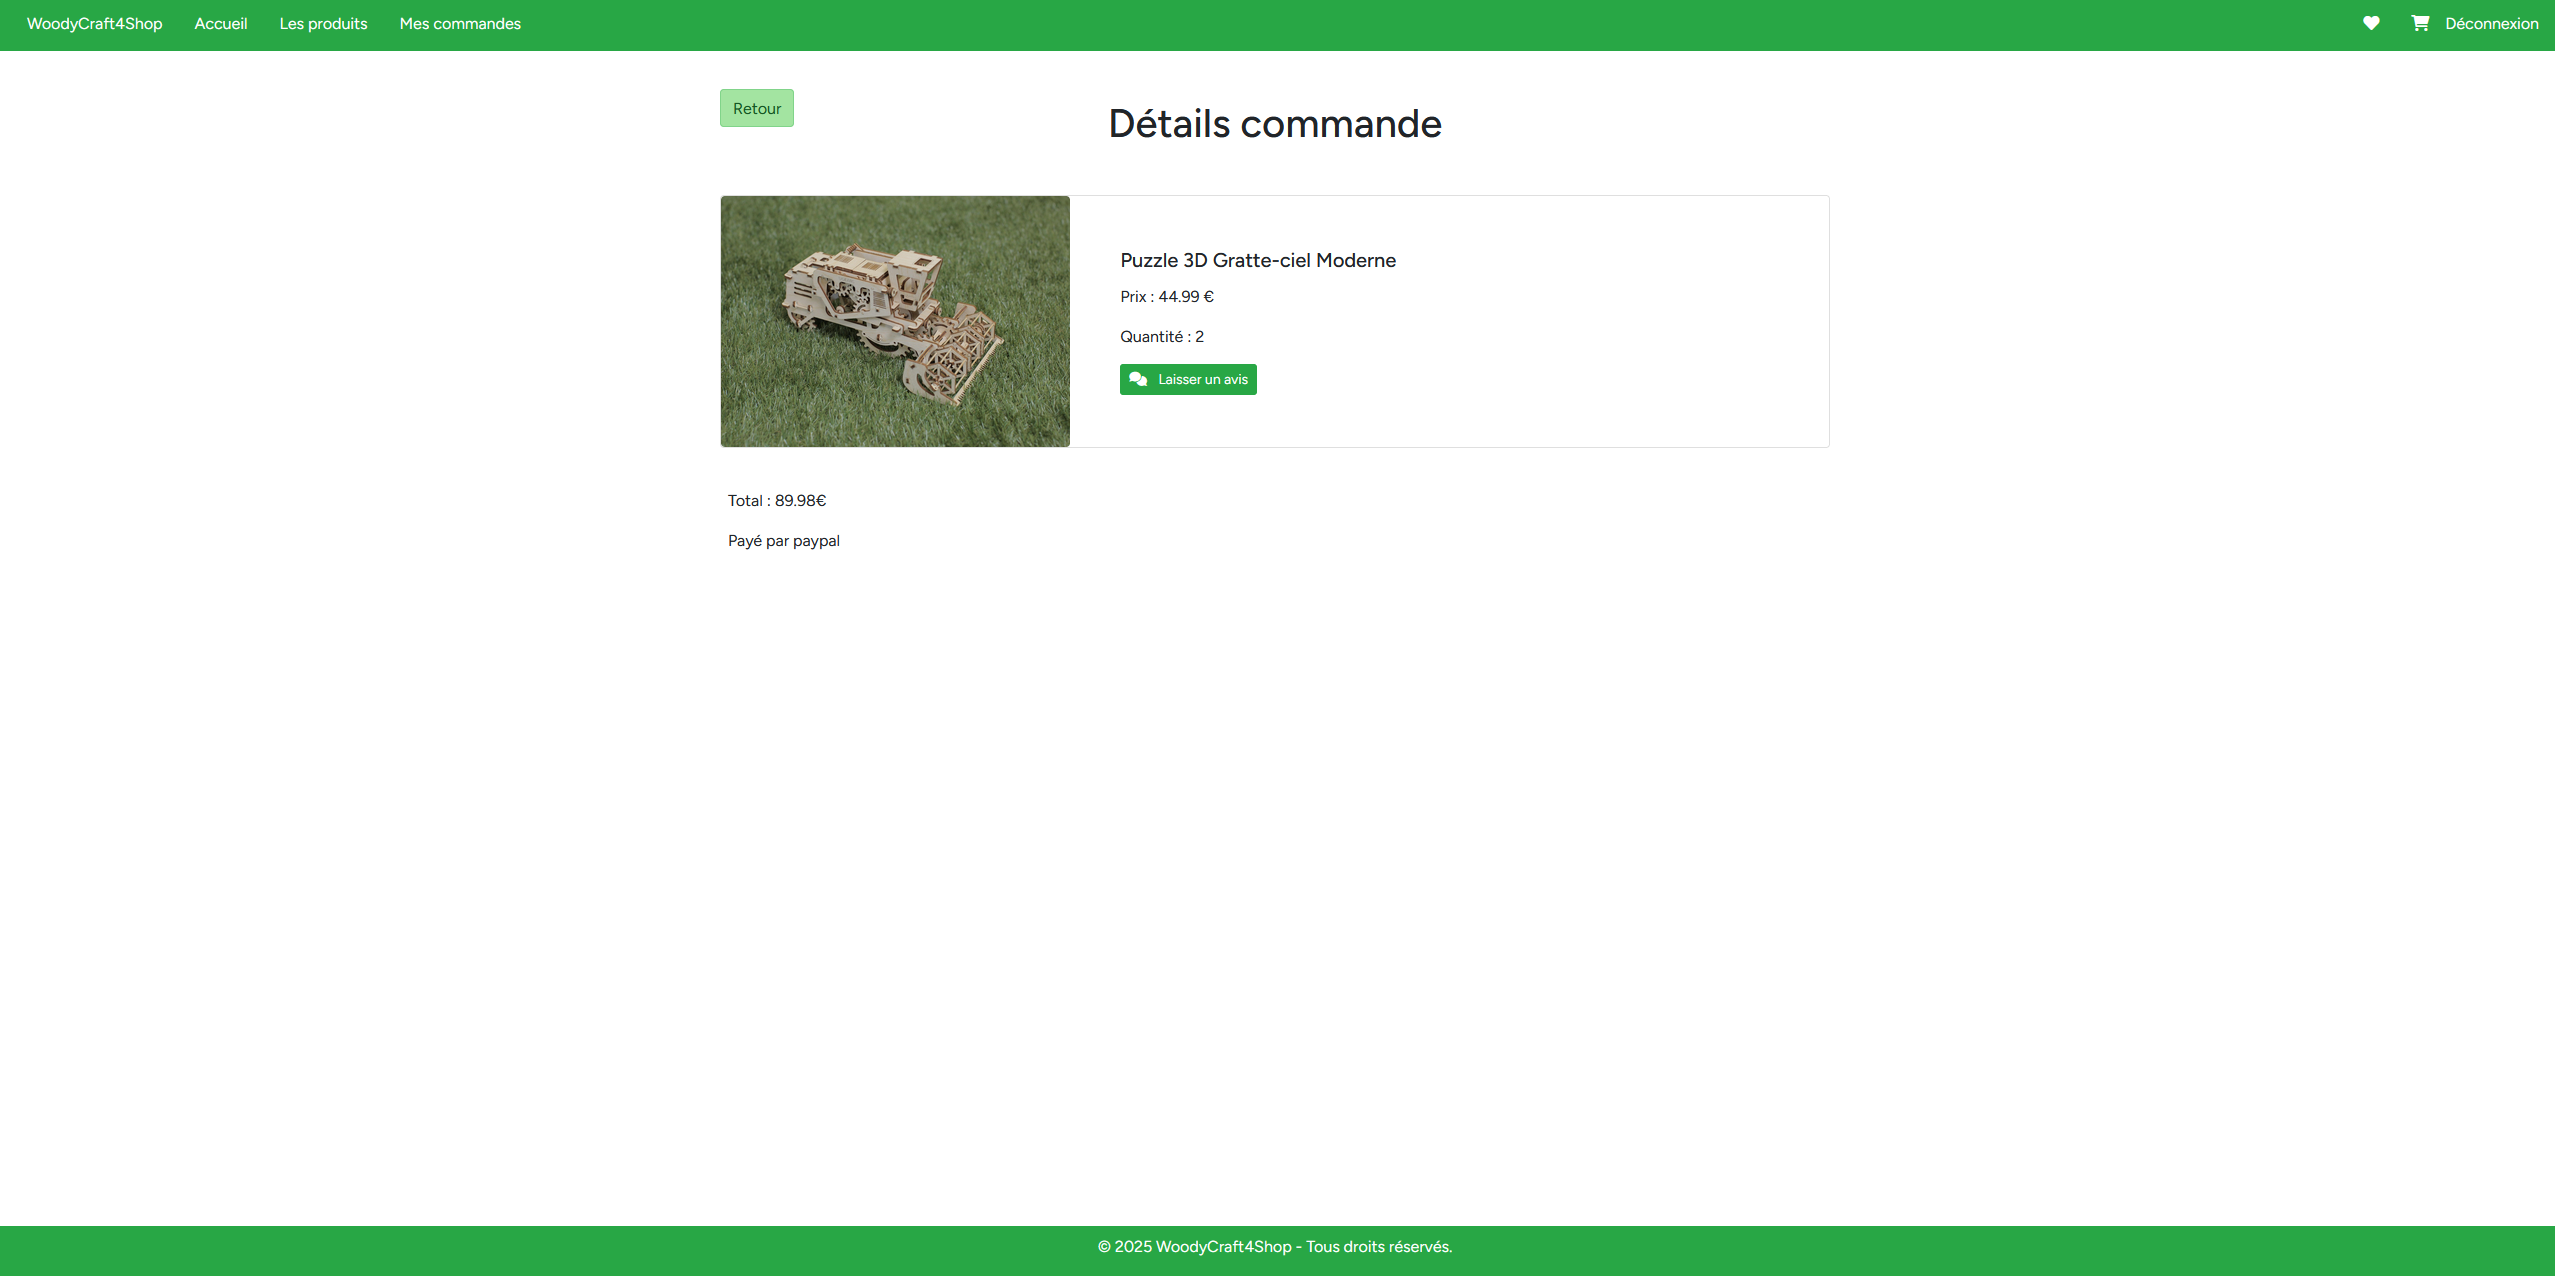 WoodyCraft4Shop Accueil Les produits Mes commandes Déconnexion
Retour
Détails commande
Puzzle 3D Gratte-ciel Moderne
Prix : 44.99 €
Quantité : 2
Laisser un avis
Total : 89.98€
Payé par paypal
© 2025 WoodyCraft4Shop - Tous droits réservés.